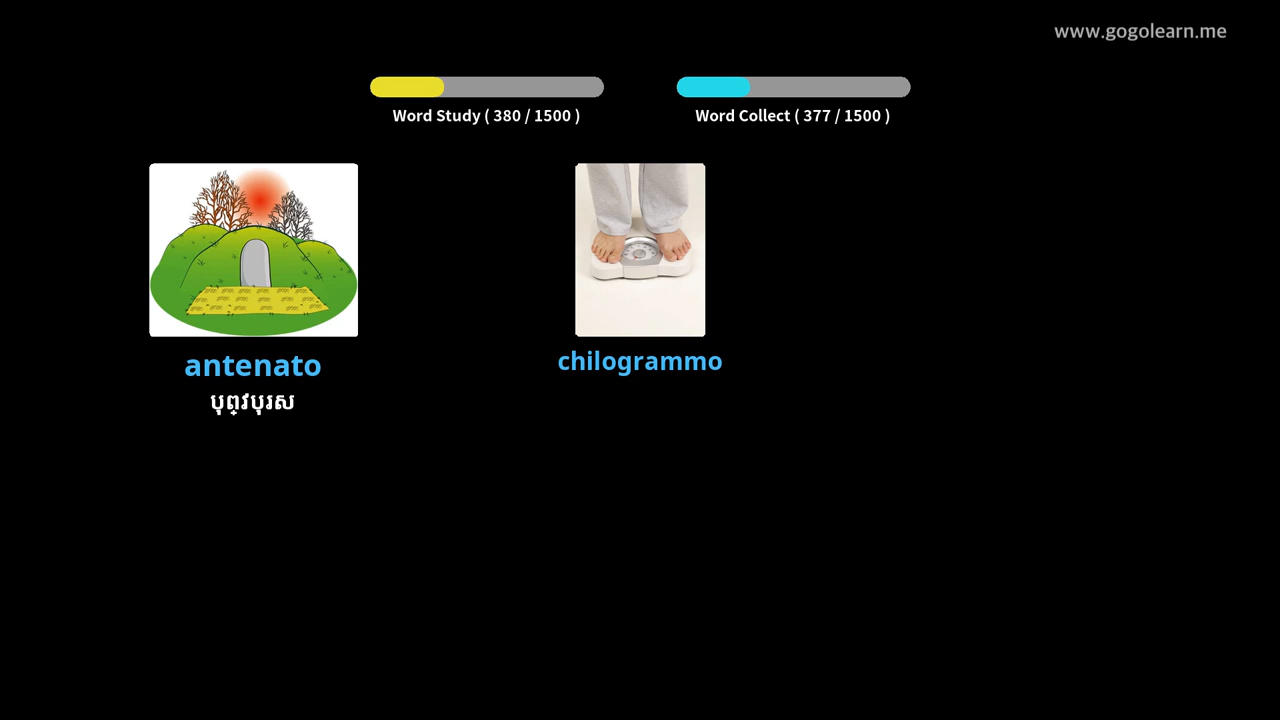 www.gogolearn.me
Word Study ( 380 / 1500 )
Word Collect ( 377 / 1500 )
antenato
chilogrammo
បុព្វបុរស